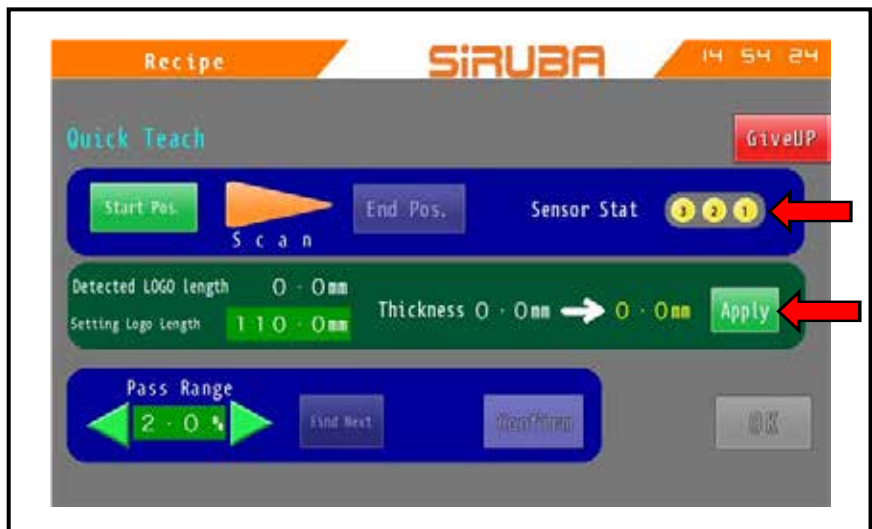 Recipe SiRUBA 14 54 24
Quick Teach GiveUP
Start Pos. End Pos. Sensor Stat 3 2 1
Scan
Detected LOGO length 0.0mm
Thickness 0.0mm 0.0mm Apply
Setting Logo Length 110.0mm
Pass Range
2.0 % Find Next Confirm OK